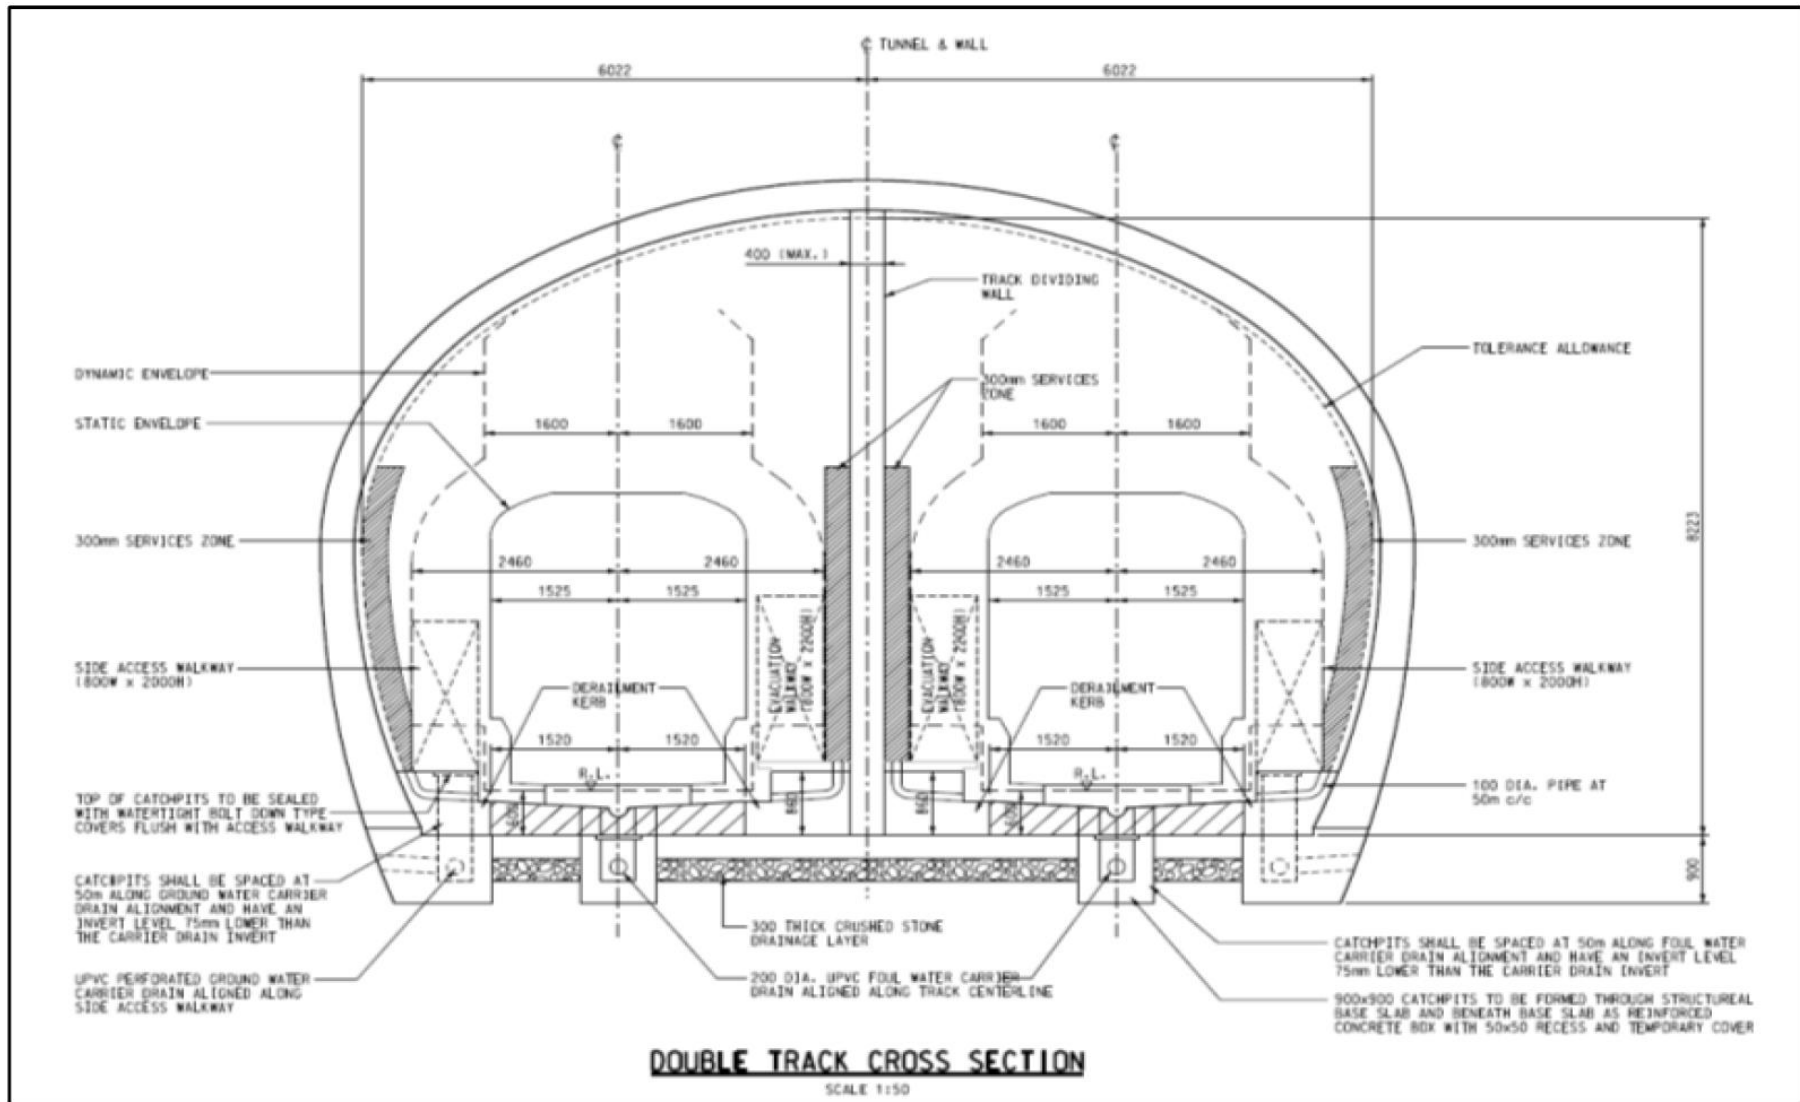 ℄ TUNNEL & WALL
6022
6022
℄
℄
400 (MAX.)
TRACK DIVIDING
WALL
TOLERANCE ALLOWANCE
DYNAMIC ENVELOPE
300mm SERVICES
ZONE
STATIC ENVELOPE
1600
1600
1600
1600
8223
300mm SERVICES ZONE
300mm SERVICES ZONE
2460
2460
2460
2460
1525
1525
1525
1525
EVACUATION
WALKWAY
(800W x 2200H)
EVACUATION
WALKWAY
(800W x 2200H)
SIDE ACCESS WALKWAY
(800W x 2000H)
SIDE ACCESS WALKWAY
(800W x 2000H)
DERAILMENT
KERB
DERAILMENT
KERB
1520
1520
1520
1520
R.L.
R.L.
100 DIA. PIPE AT
50m c/c
TOP OF CATCHPITS TO BE SEALED
WITH WATERTIGHT BOLT DOWN TYPE
COVERS FLUSH WITH ACCESS WALKWAY
860
860
900
CATCHPITS SHALL BE SPACED AT
50m ALONG GROUND WATER CARRIER
DRAIN ALIGNMENT AND HAVE AN
INVERT LEVEL 75mm LOWER THAN
THE CARRIER DRAIN INVERT
300 THICK CRUSHED STONE
DRAINAGE LAYER
CATCHPITS SHALL BE SPACED AT 50m ALONG FOUL WATER
CARRIER DRAIN ALIGNMENT AND HAVE AN INVERT LEVEL
75mm LOWER THAN THE CARRIER DRAIN INVERT
UPVC PERFORATED GROUND WATER
CARRIER DRAIN ALIGNED ALONG
SIDE ACCESS WALKWAY
200 DIA. UPVC FOUL WATER CARRIER
DRAIN ALIGNED ALONG TRACK CENTERLINE
900x900 CATCHPITS TO BE FORMED THROUGH STRUCTUREAL
BASE SLAB AND BENEATH BASE SLAB AS REINFORCED
CONCRETE BOX WITH 50x50 RECESS AND TEMPORARY COVER
DOUBLE TRACK CROSS SECTION
SCALE 1:50